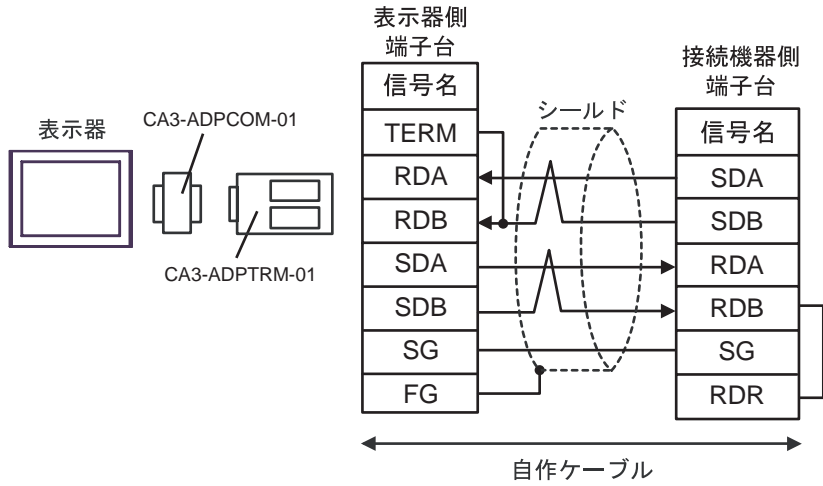 表示器
CA3-ADPCOM-01
CA3-ADPTRM-01
表示器側
端子台
信号名
TERM
RDA
RDB
SDA
SDB
SG
FG
シールド
接続機器側
端子台
信号名
SDA
SDB
RDA
RDB
SG
RDR
自作ケーブル